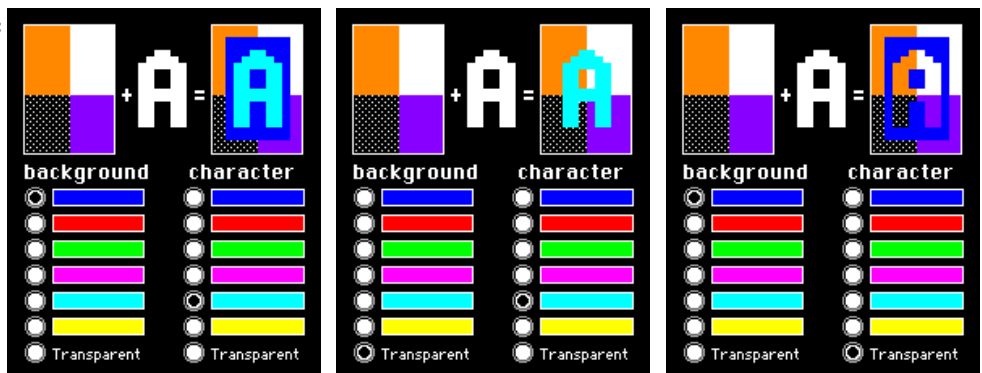 + A = A
background character
Transparent Transparent
+ A = A
background character
Transparent Transparent
+ A = A
background character
Transparent Transparent